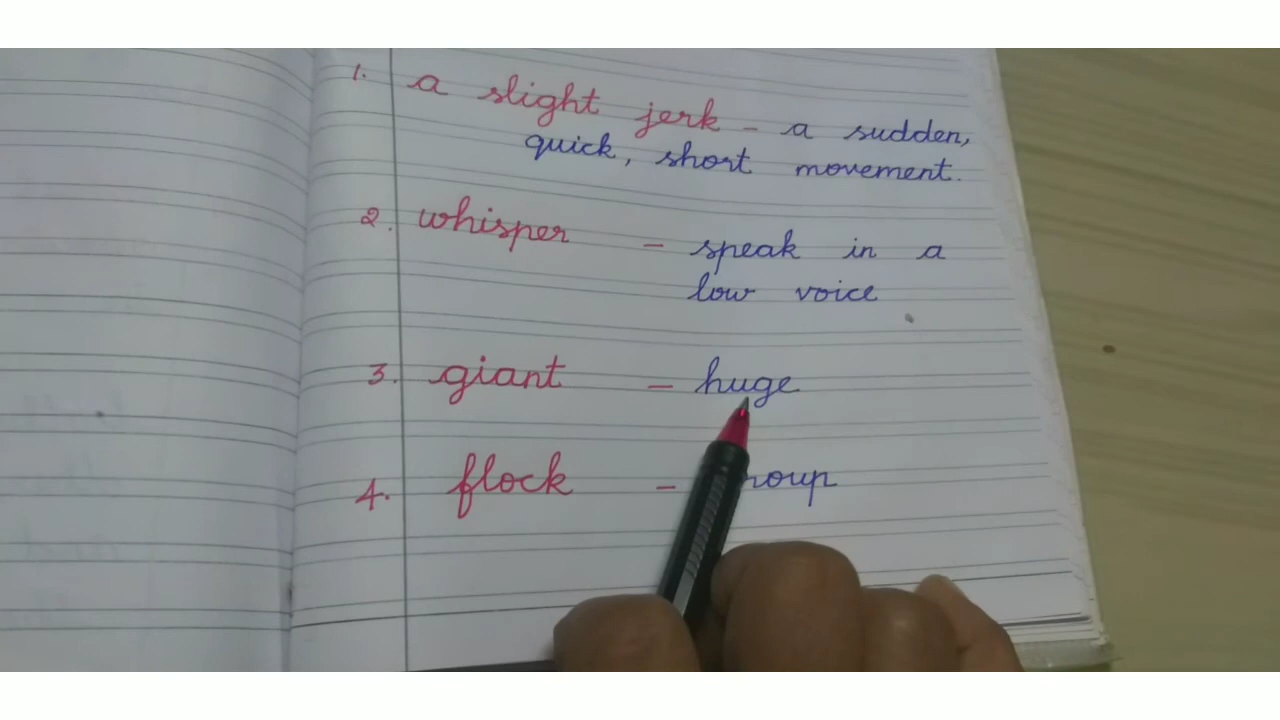 1. a slight jerk - a sudden,
quick, short movement.
2. whisper - speak in a
low voice
3. giant - huge
4. flock -